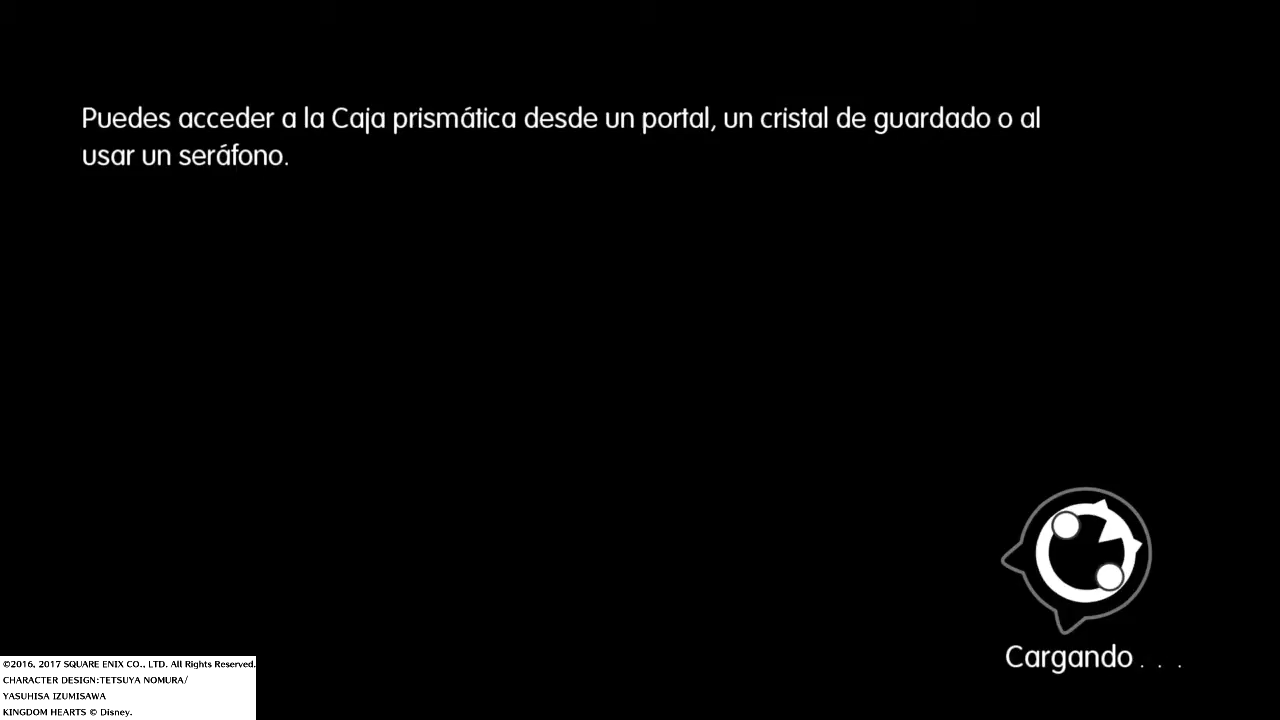 Puedes acceder a la Caja prismática desde un portal, un cristal de guardado o al
usar un seráfono.
Cargando . . .
©2016, 2017 SQUARE ENIX CO., LTD. All Rights Reserved.
CHARACTER DESIGN:TETSUYA NOMURA/
YASUHISA IZUMISAWA
KINGDOM HEARTS © Disney.